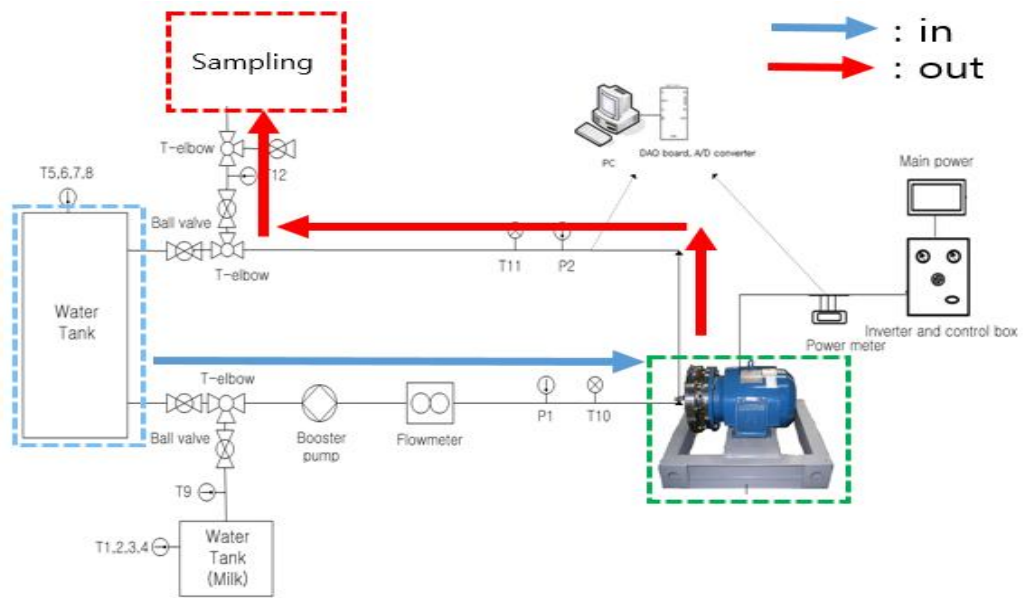 : in
: out
Sampling
T-elbow
T12
PC
DAQ board, A/D converter
Main power
T5,6,7,8
Ball valve
T-elbow
T11
P2
Water
Tank
Inverter and control box
Power meter
T-elbow
Ball valve
Booster
pump
Flowmeter
P1
T10
T9
T1,2,3,4
Water
Tank
(Milk)